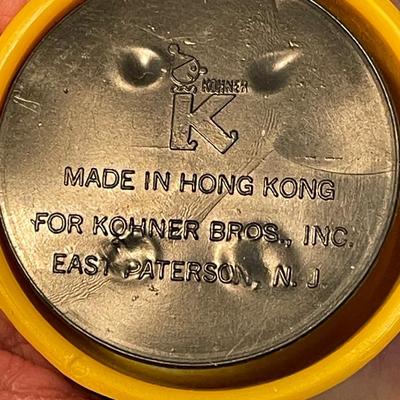 KOHNER
K
MADE IN HONG KONG
FOR KOHNER BROS., INC.
EAST PATERSON, N. J.